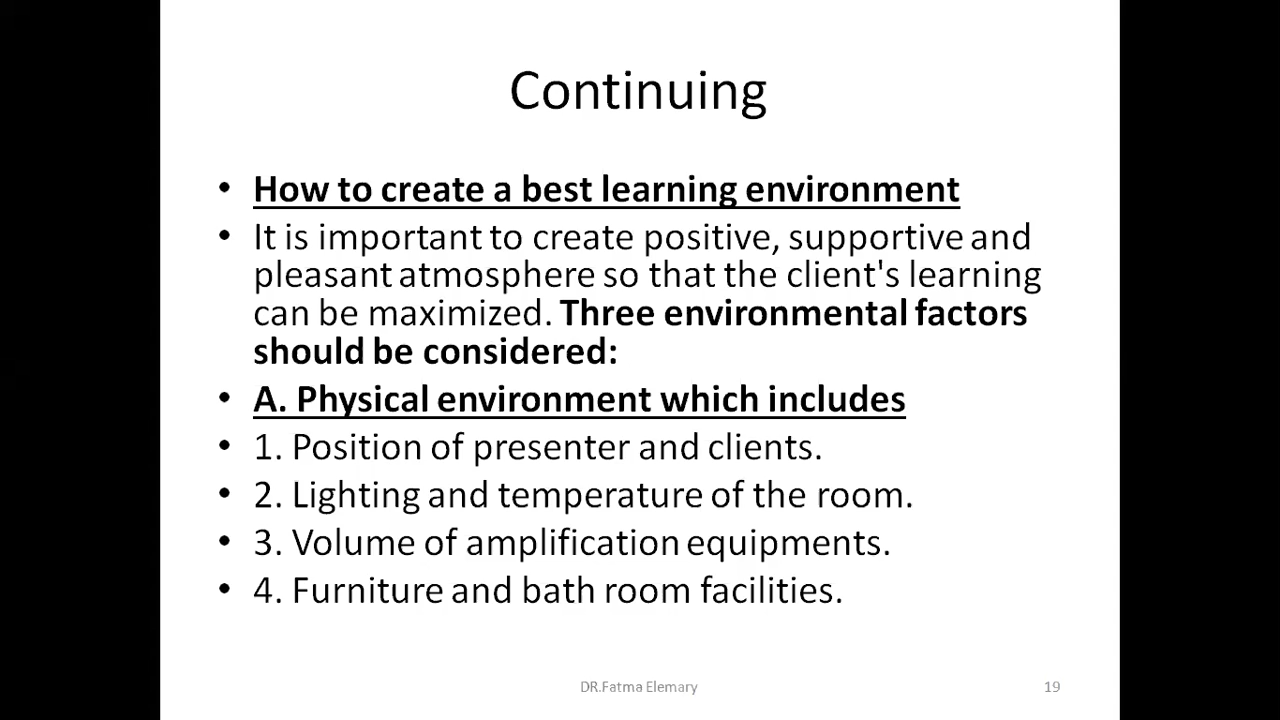 Continuing
• How to create a best learning environment
• It is important to create positive, supportive and
pleasant atmosphere so that the client's learning
can be maximized. Three environmental factors
should be considered:
• A. Physical environment which includes
• 1. Position of presenter and clients.
• 2. Lighting and temperature of the room.
• 3. Volume of amplification equipments.
• 4. Furniture and bath room facilities.
DR.Fatma Elemary
19